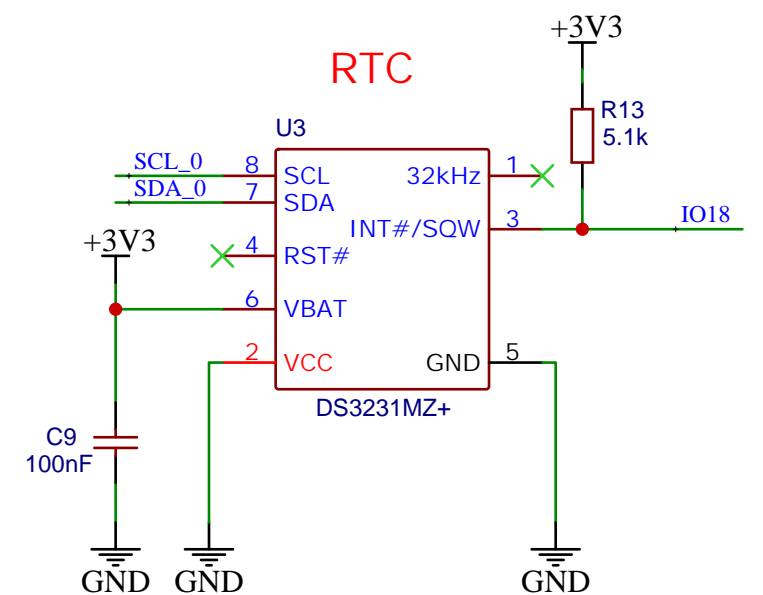 +3V3
RTC
R13
5.1k
U3
SCL_0 8 SCL 32kHz 1
SDA_0 7 SDA
INT#/SQW 3 IO18
+3V3
4 RST#
6 VBAT
2 VCC GND 5
DS3231MZ+
C9
100nF
GND GND GND